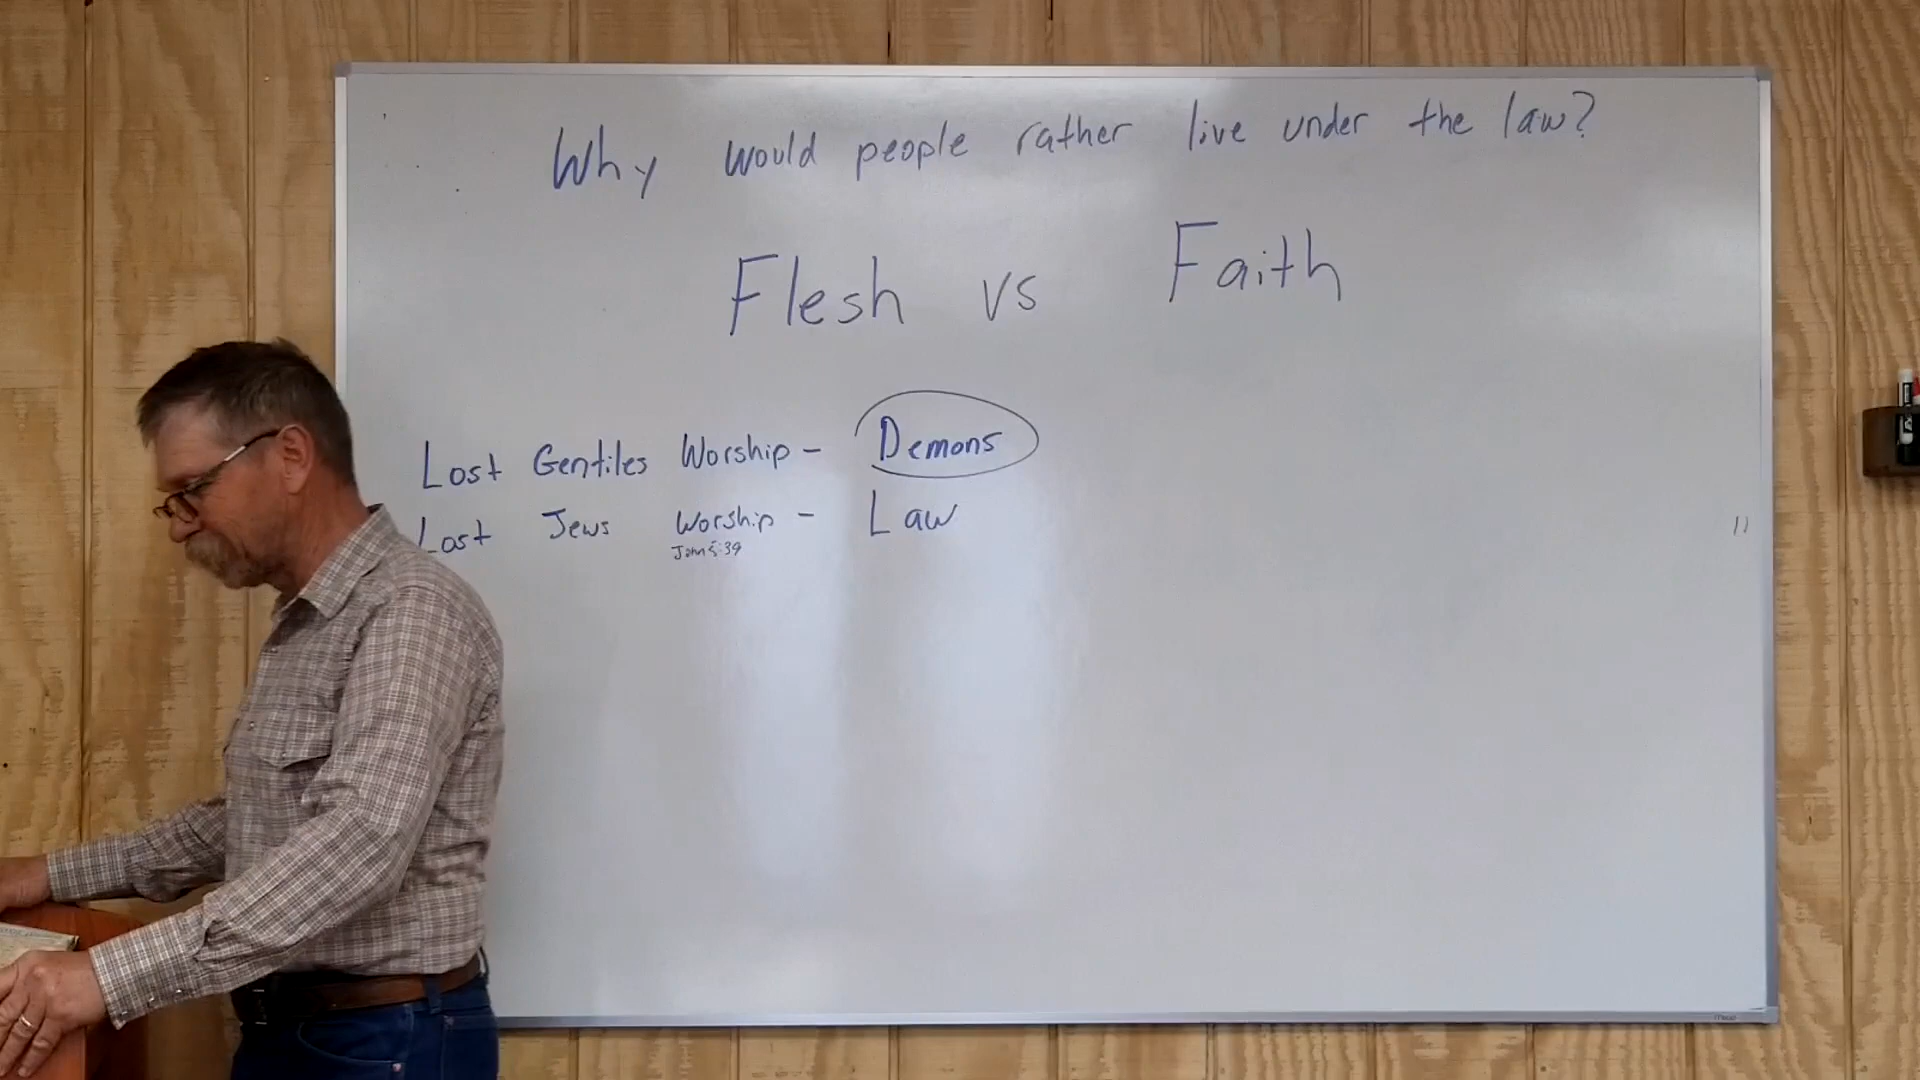 Why would people rather live under the law?
Flesh vs Faith
Lost Gentiles Worship - Demons
Lost Jews Worship - Law
John 5:39